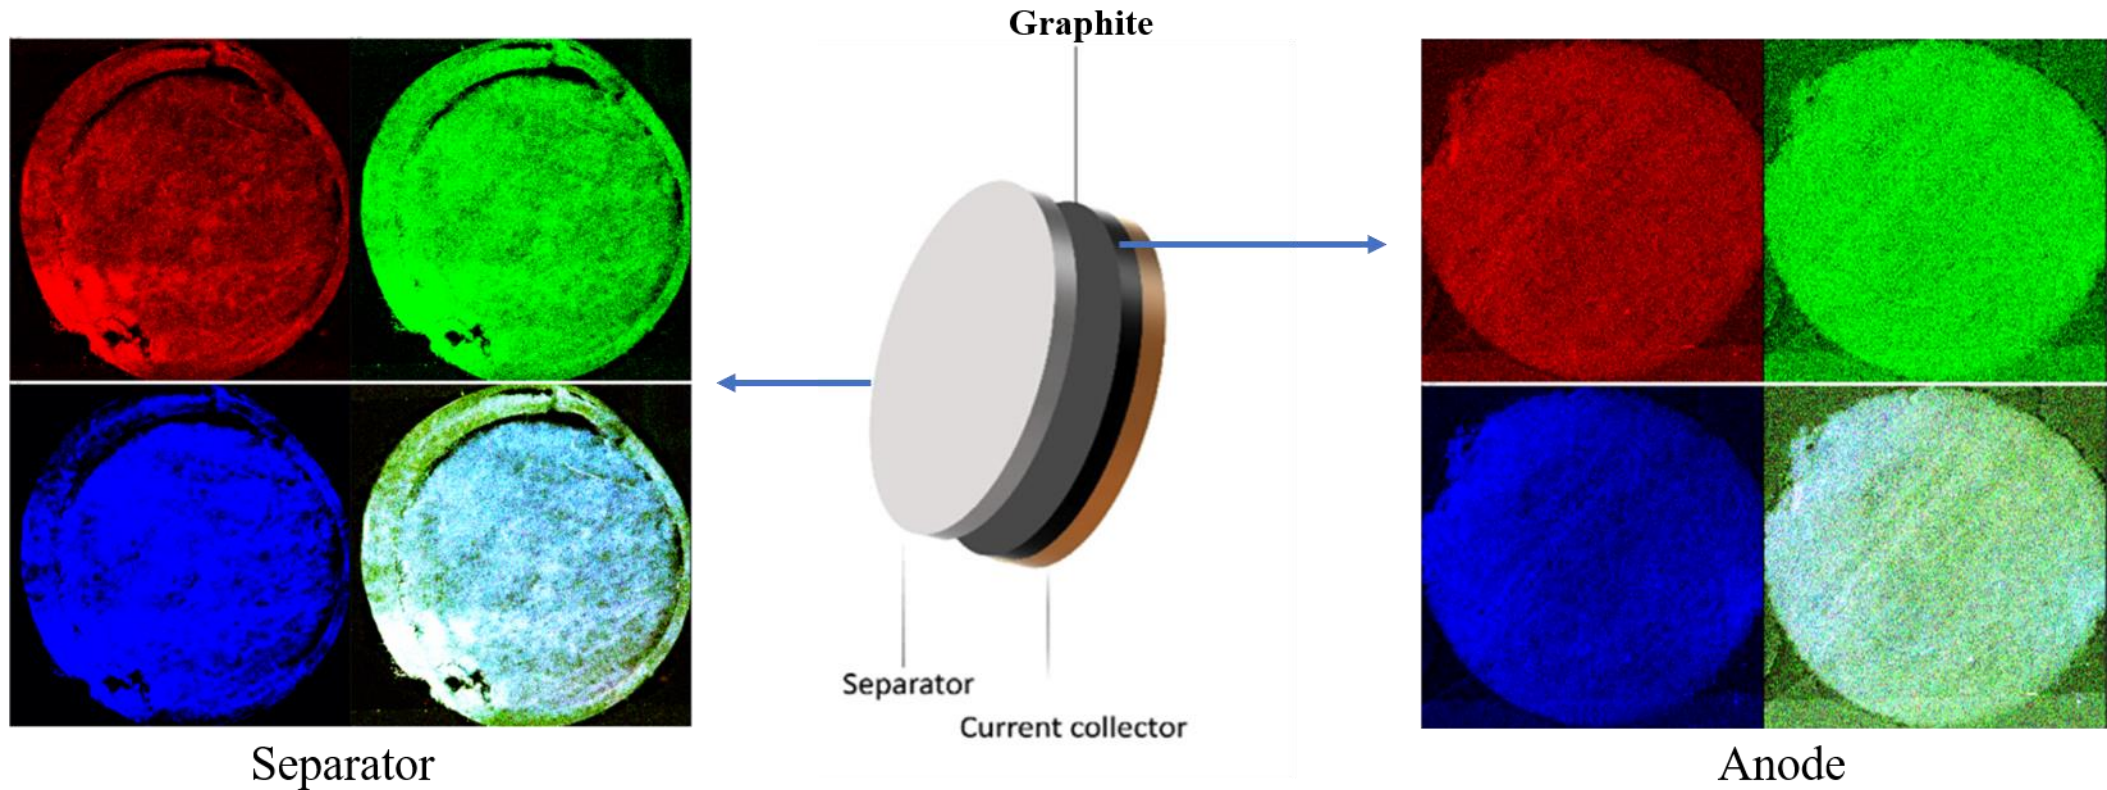 Graphite
Separator
Current collector
Separator
Anode